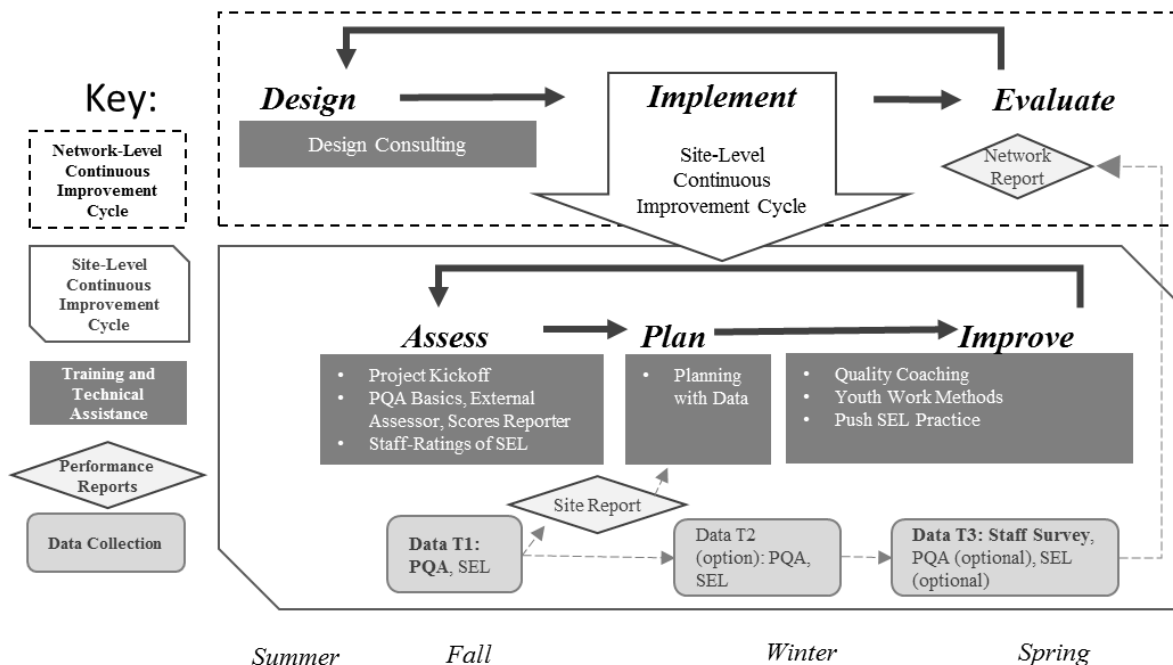 Key:
Network-Level
Continuous
Improvement
Cycle
Site-Level
Continuous
Improvement
Cycle
Training and
Technical
Assistance
Performance
Reports
Data Collection
Design
Design Consulting
Implement
Site-Level
Continuous
Improvement Cycle
Evaluate
Network
Report
Assess
• Project Kickoff
• PQA Basics, External
Assessor, Scores Reporter
• Staff-Ratings of SEL
Plan
• Planning
with Data
Improve
• Quality Coaching
• Youth Work Methods
• Push SEL Practice
Site Report
Data T1:
PQA, SEL
Data T2
(option): PQA,
SEL
Data T3: Staff Survey,
PQA (optional), SEL
(optional)
Summer
Fall
Winter
Spring